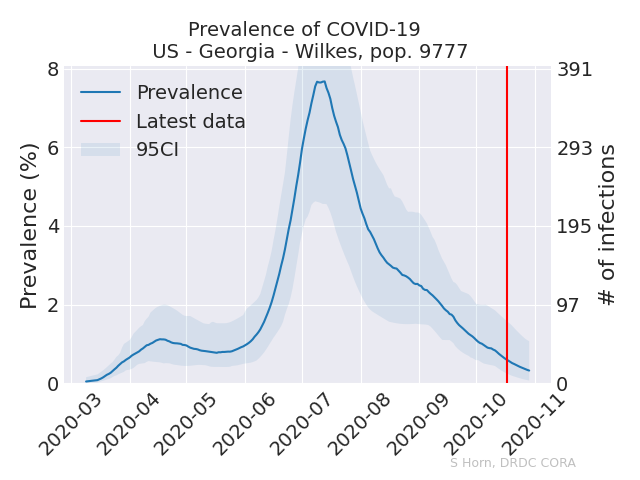 Prevalence of COVID-19
US - Georgia - Wilkes, pop. 9777
Prevalence
Latest data
95CI
Prevalence (%)
8
6
4
2
0
391
293
195
97
0
# of infections
2020-03
2020-04
2020-05
2020-06
2020-07
2020-08
2020-09
2020-10
2020-11
S Horn, DRDC CORA